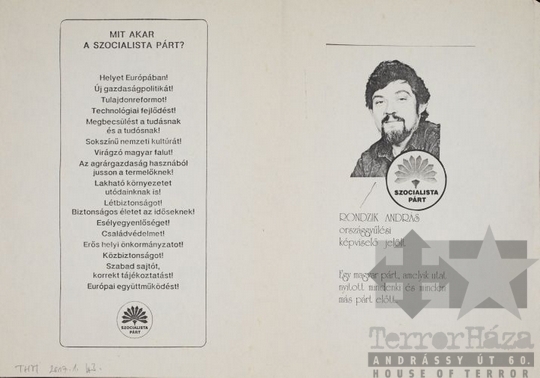 MIT AKAR
A SZOCIALISTA PÁRT?
Helyet Európában!
Új gazdaságpolitikát!
Tulajdonreformot!
Technológiai fejlődést!
Megbecsülést a tudásnak
és a tudósnak!
Sokszínű nemzeti kultúrát!
Virágzó magyar falut!
Az agrárgazdaság hasznából
jusson a termelőknek!
Lakható környezetet
utódainknak is!
Létbiztonságot!
Biztonságos életet az időseknek!
Esélyegyenlőséget!
Családvédelmet!
Erős helyi önkormányzatot!
Közbiztonságot!
Szabad sajtót,
korrekt tájékoztatást!
Európai együttműködést!
SZOCIALISTA
PÁRT
SZOCIALISTA
PÁRT
RONDZIK ANDRÁS
országgyűlési
képviselő jelölt
Egy magyar párt, amelyik utat
nyitott mindenki és minden
más párt előtt.
TerrorHáza
ANDRÁSSY ÚT 60.
HOUSE OF TERROR